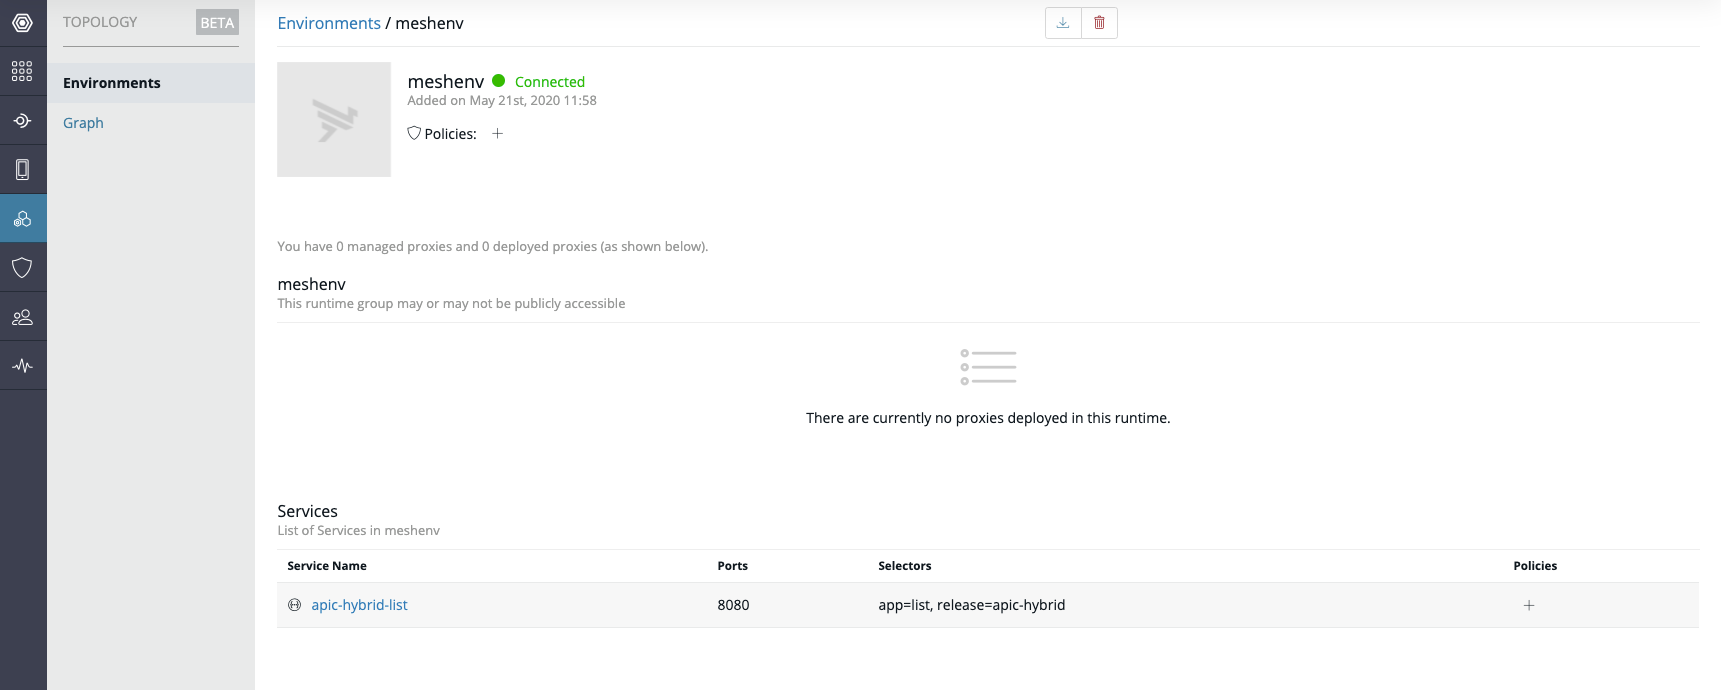 TOPOLOGY BETA
Environments
Graph
Environments / meshenv
meshenv Connected
Added on May 21st, 2020 11:58
Policies: +
You have 0 managed proxies and 0 deployed proxies (as shown below).
meshenv
This runtime group may or may not be publicly accessible
There are currently no proxies deployed in this runtime.
Services
List of Services in meshenv
Service Name Ports Selectors Policies
apic-hybrid-list 8080 app=list, release=apic-hybrid +